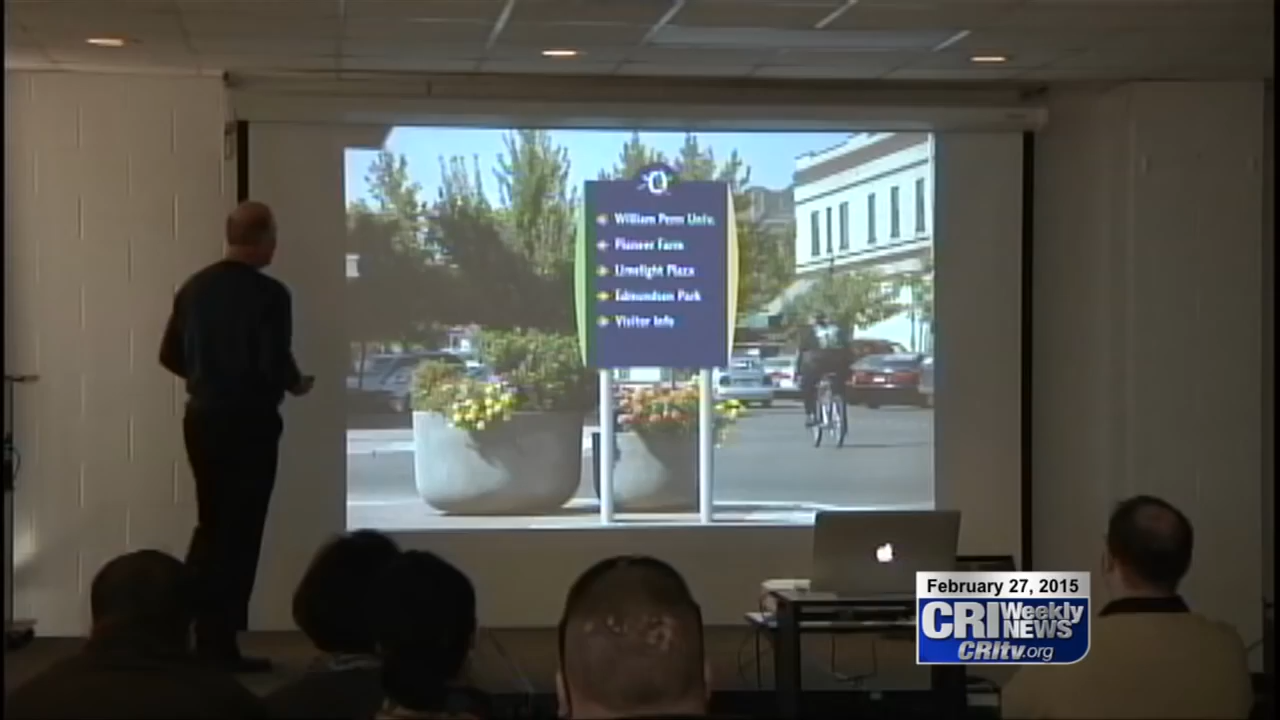 William Penn Univ.
Pioneer Farm
Limelight Plaza
Edmundson Park
Visitor Info
February 27, 2015
CRI Weekly
NEWS
CRItv.org